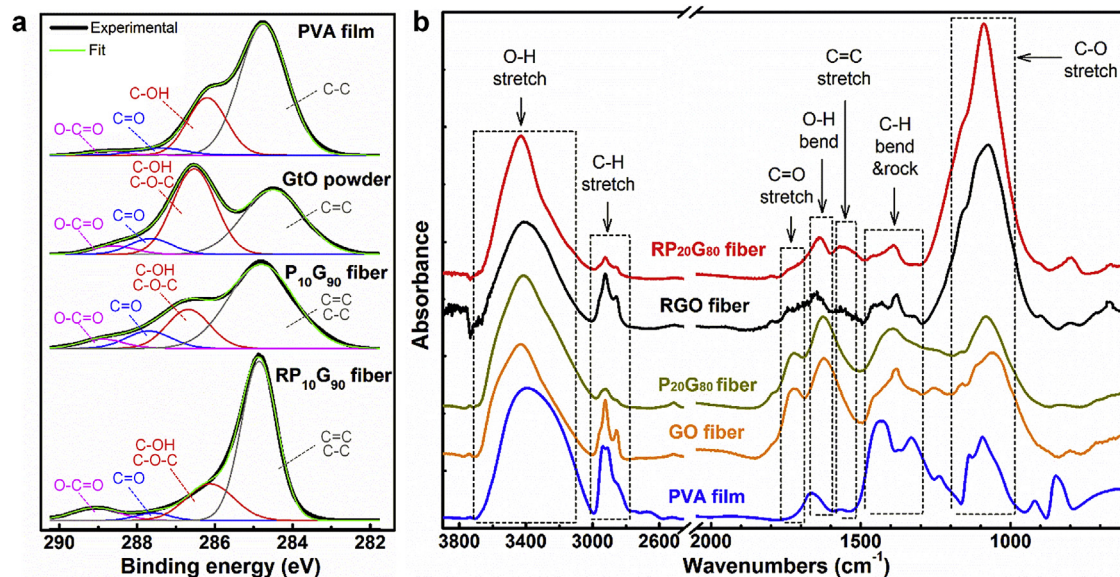 a
Experimental
Fit
PVA film
C-OH
C=O
O-C=O
C-C
GtO powder
C-OH
C-O-C
C=O
O-C=O
C=C
P10G90 fiber
C-OH
C-O-C
C=O
O-C=O
C=C
C-C
RP10G90 fiber
C-OH
C-O-C
C=O
O-C=O
C=C
C-C
290 288 286 284 282
Binding energy (eV)
b
Absorbance
O-H
stretch
C-H
stretch
C=O
stretch
O-H
bend
C=C
stretch
C-H
bend
&rock
C-O
stretch
RP20G80 fiber
RGO fiber
P20G80 fiber
GO fiber
PVA film
3900 3400 3000 2600 2000 1500 1000
Wavenumbers (cm-1)